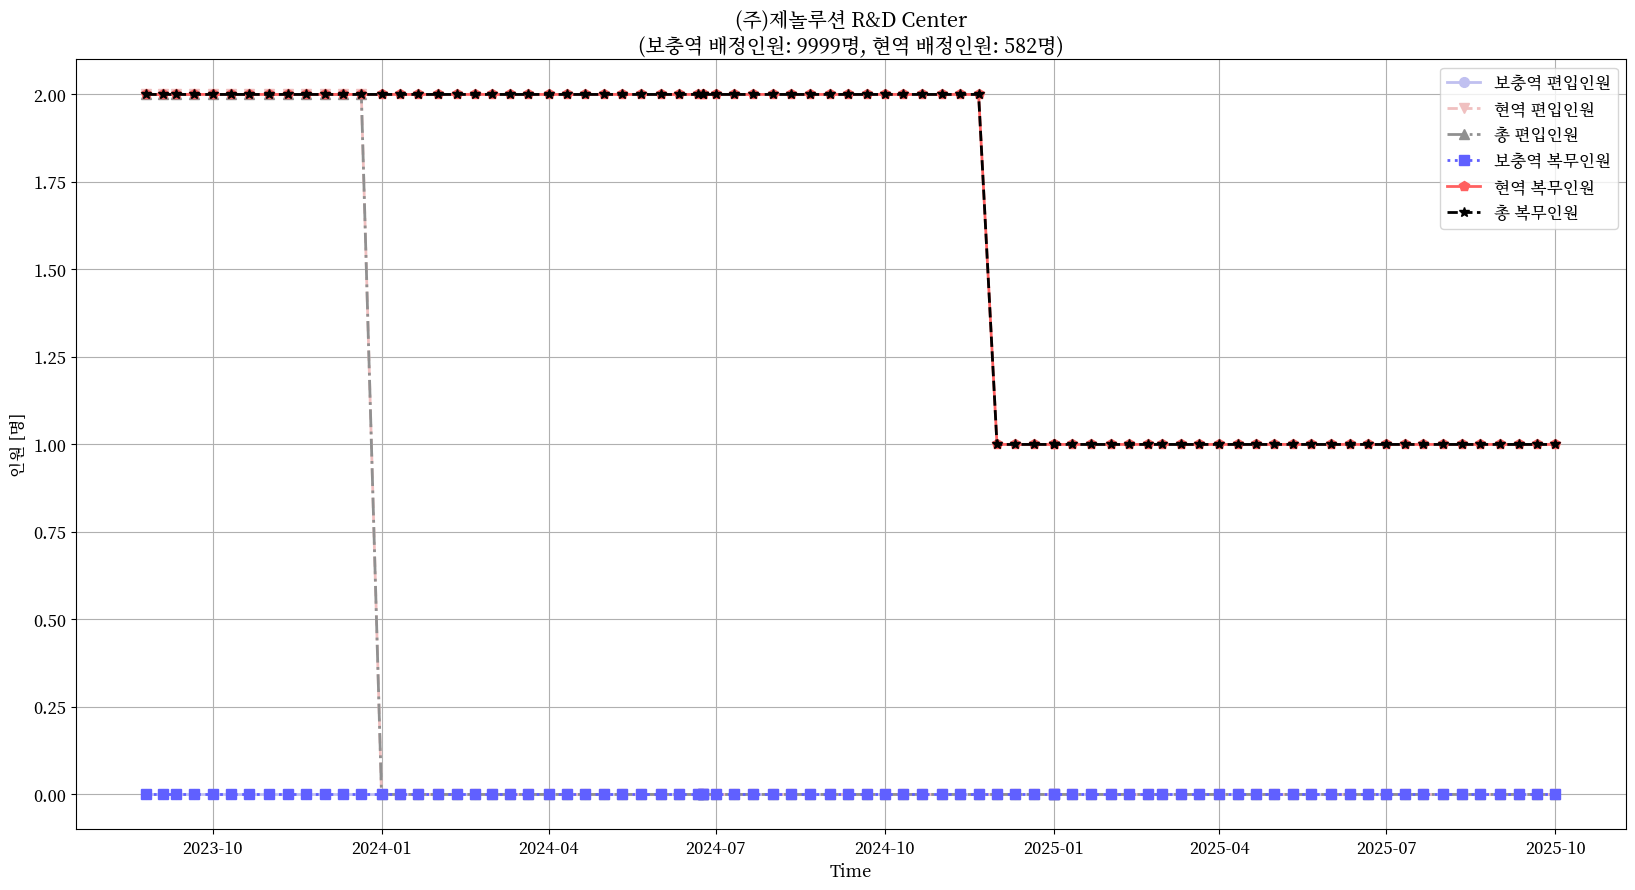 (주)제놀루션 R&D Center
(보충역 배정인원: 9999명, 현역 배정인원: 582명)
보충역 편입인원
현역 편입인원
총 편입인원
보충역 복무인원
현역 복무인원
총 복무인원
인원 [명]
2.00
1.75
1.50
1.25
1.00
0.75
0.50
0.25
0.00
2023-10 2024-01 2024-04 2024-07 2024-10 2025-01 2025-04 2025-07 2025-10
Time